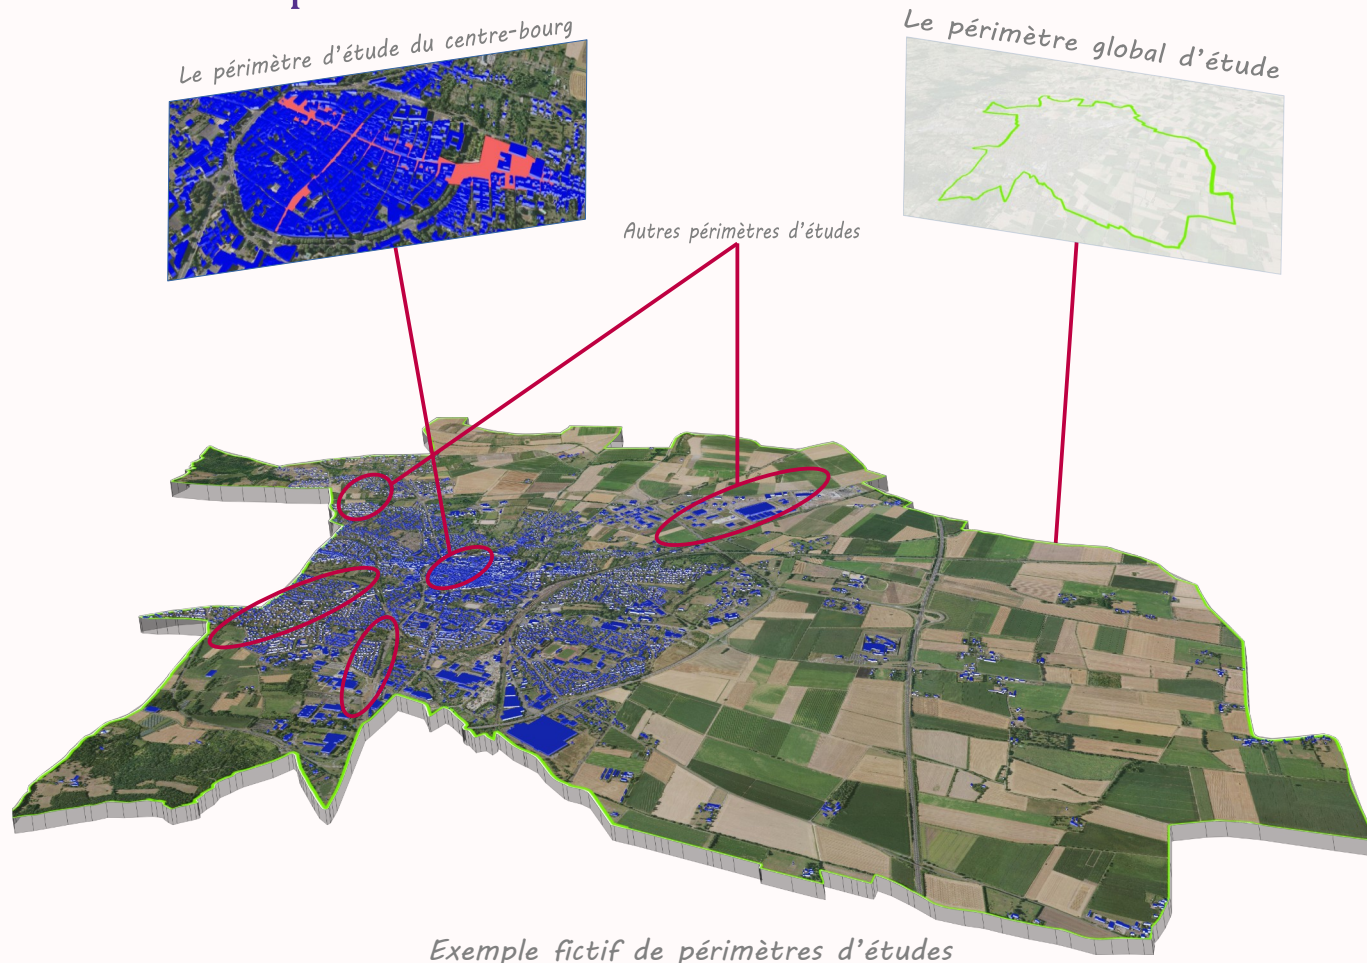 Le périmètre d'étude du centre-bourg
Le périmètre global d'étude
Autres périmètres d'études
Exemple fictif de périmètres d'études